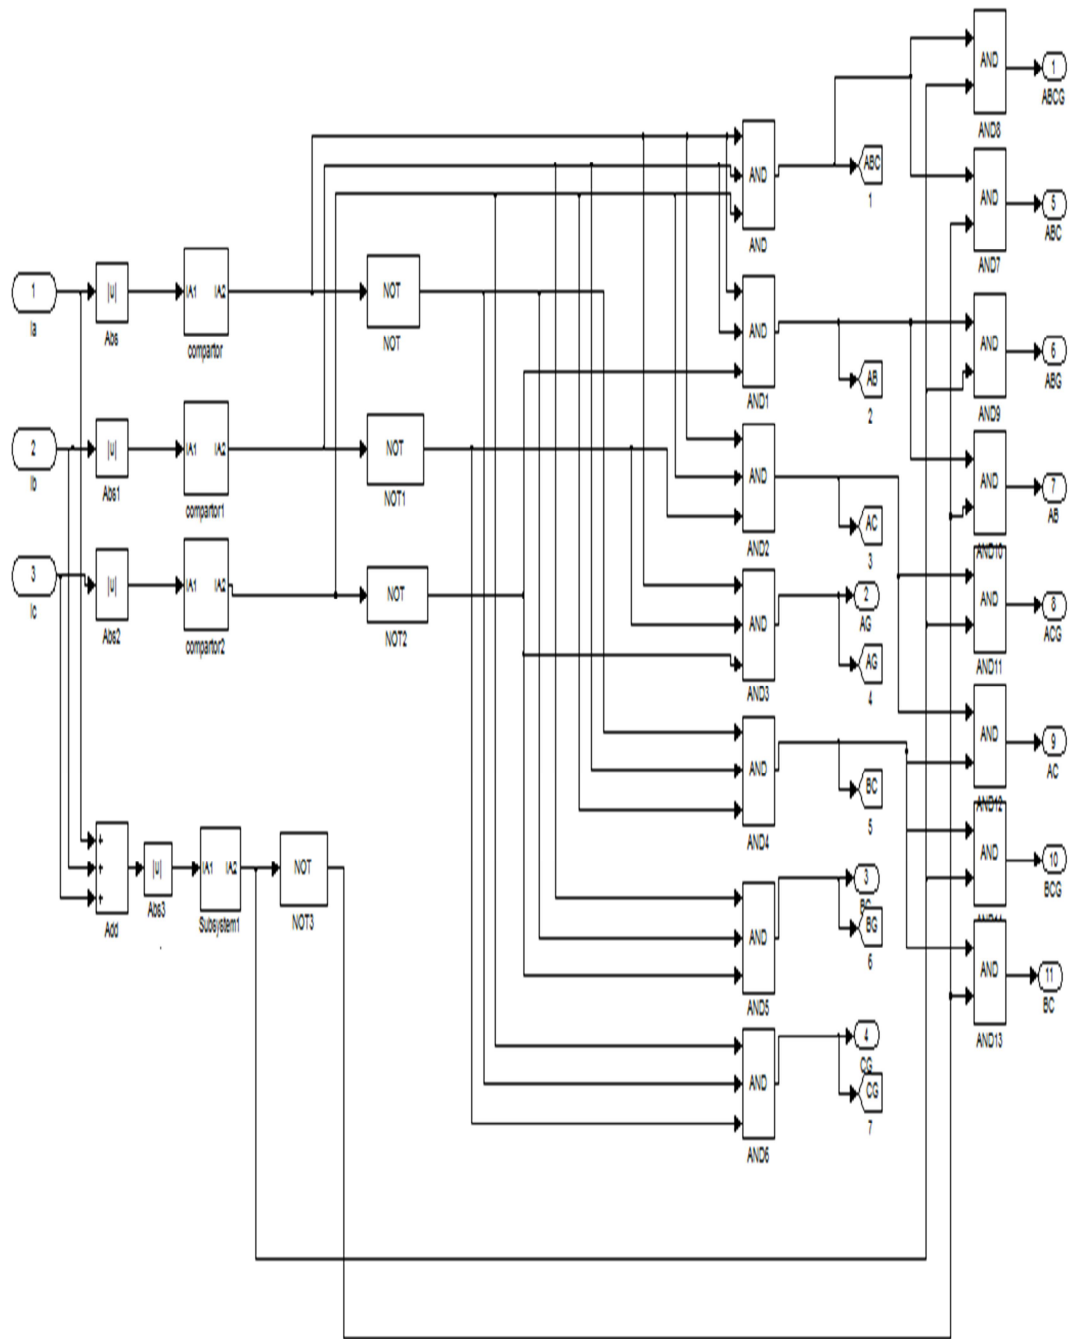 1
Ia
|u|
Abs
IA1 IA2
compartor
NOT
NOT
2
Ib
|u|
Abs1
IA1 IA2
compartor1
NOT
NOT1
3
Ic
|u|
Abs2
IA1 IA2
compartor2
NOT
NOT2
+
+
+
Add
|u|
Abs3
IA1 IA2
Subsystem1
NOT
NOT3
AND
AND
AND
AND1
AND
AND2
AND
AND3
AND
AND4
AND
AND5
AND
AND6
ABC
1
AB
2
AC
3
2
AG
AG
4
BC
5
3
BG
6
4
CG
CG
7
AND
AND8
1
ABCG
AND
AND7
5
ABC
AND
AND9
6
ABG
AND
AND10
7
AB
AND
AND11
8
ACG
AND
AND12
9
AC
AND
10
BCG
AND
AND13
11
BC